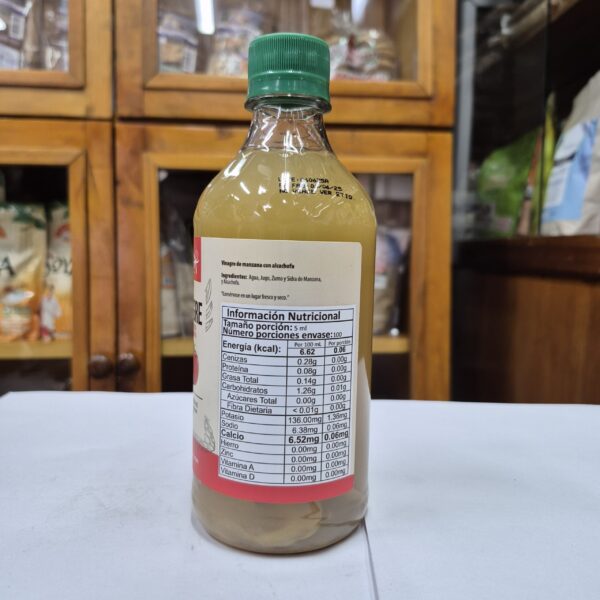 Vinagre de manzana con alcachofa
Ingredientes: Agua, Jugo, Zumo y Sidra de Manzana,
y Alcachofa.
"Consérvese en un lugar fresco y seco."
Información Nutricional
Tamaño porción: 5 ml
Número porciones envase:100
Energía (kcal): Per 100 mL Per porción
6.62 0.06
Cenizas 0.28g 0.00g
Proteína 0.08g 0.00g
Grasa Total 0.14g 0.00g
Carbohidratos 1.26g 0.01g
Azúcares Total 0.00g 0.00g
Fibra Dietaria < 0.01g 0.00g
Potasio 136.00mg 1.36mg
Sodio 6.38mg 0.06mg
Calcio 6.52mg 0.06mg
Hierro 0.00mg 0.00mg
Zinc 0.00mg 0.00mg
Vitamina A 0.00mg 0.00mg
Vitamina D 0.00mg 0.00mg